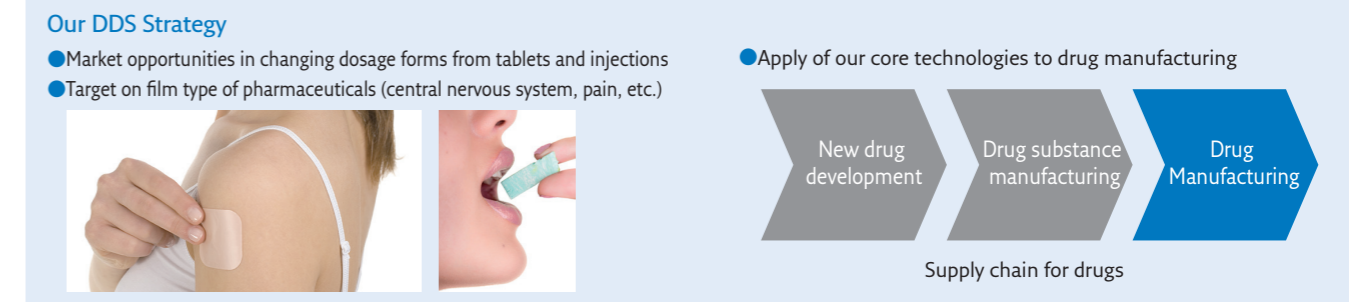 Our DDS Strategy
●Market opportunities in changing dosage forms from tablets and injections
●Target on film type of pharmaceuticals (central nervous system, pain, etc.)
●Apply of our core technologies to drug manufacturing
New drug
development
Drug substance
manufacturing
Drug
Manufacturing
Supply chain for drugs